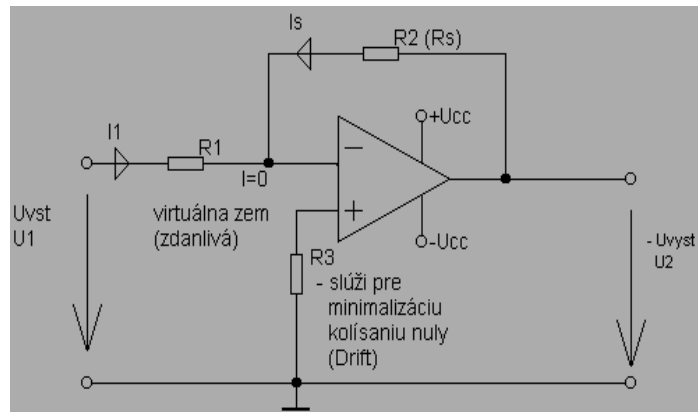 Is
R2 (Rs)
I1
R1
+Ucc
I=0
Uvst
U1
virtuálna zem
(zdanlivá)
-Ucc
R3
- slúži pre
minimalizáciu
kolísaniu nuly
(Drift)
- Uvyst
U2